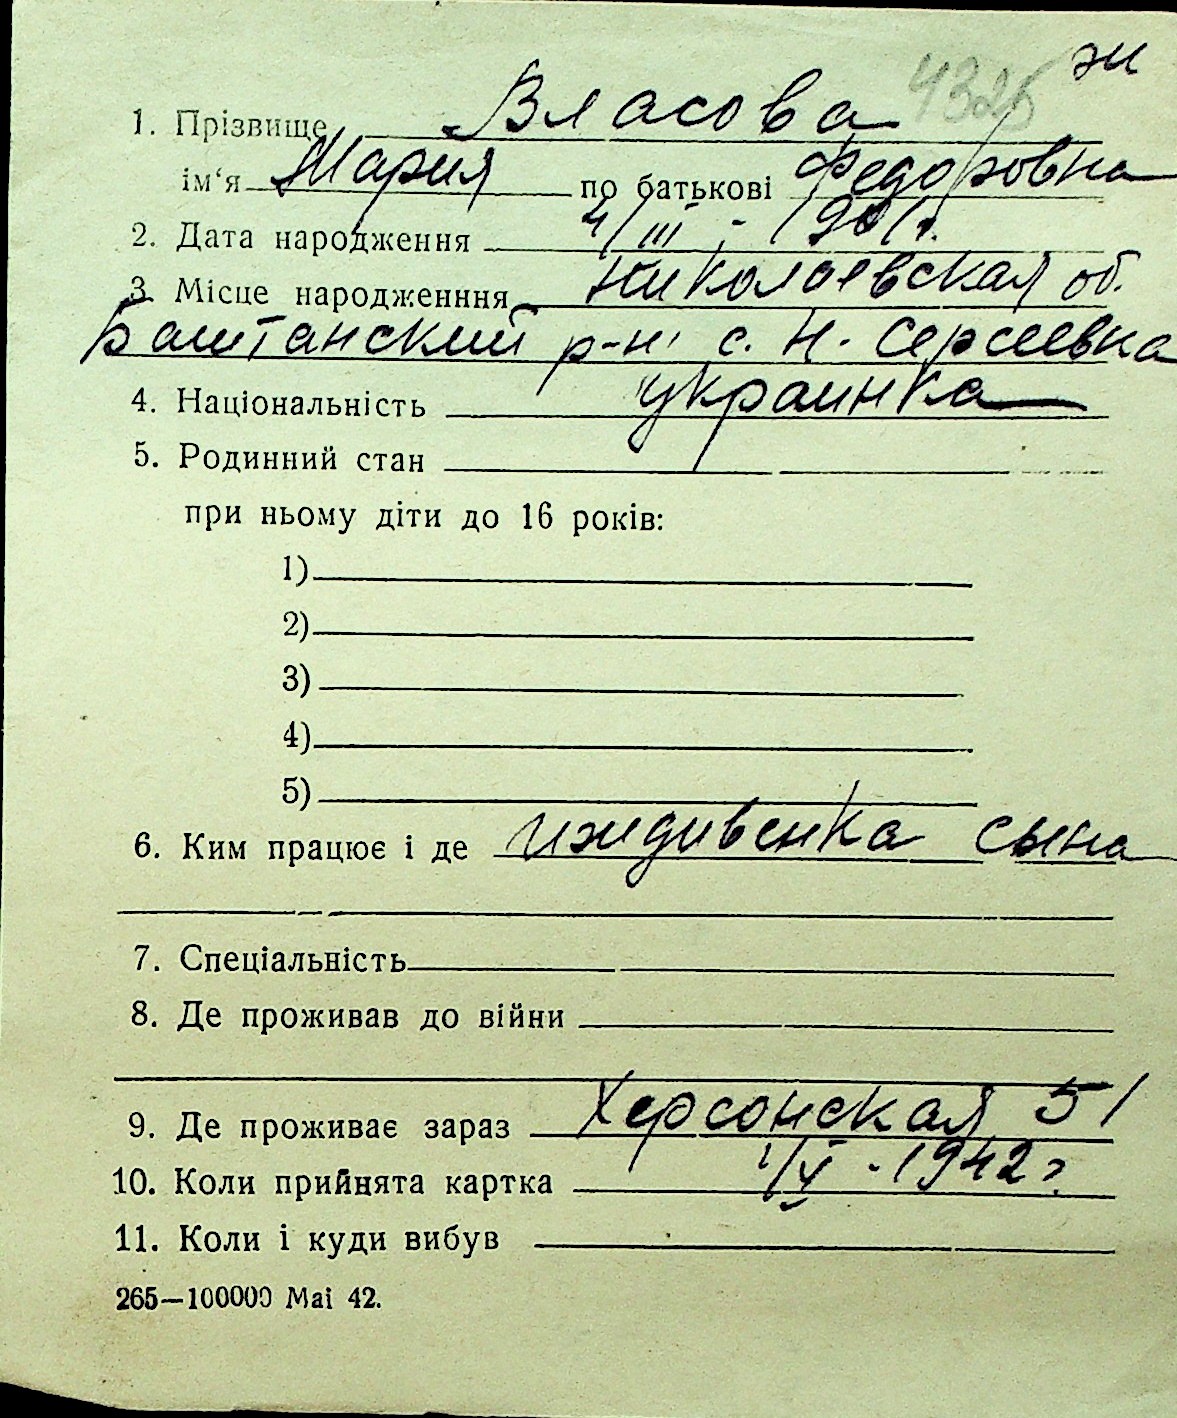 эи
1. Прізвище Власова 4325
ім‘я Мария по батькові Федоровна
2. Дата народження 4/III - 1901г.
3. Місце народженння Николаевская об.
Баштанский р-н с. Н. Сергеевка
4. Національність украинка
5. Родинний стан
при ньому діти до 16 років:
1)
2)
3)
4)
5)
6. Ким працює і де иждивенка сына
7. Спеціальність
8. Де проживав до війни
9. Де проживає зараз Херсонская 51
10. Коли прийнята картка 1/V - 1942 г.
11. Коли і куди вибув
265—100000 Mai 42.